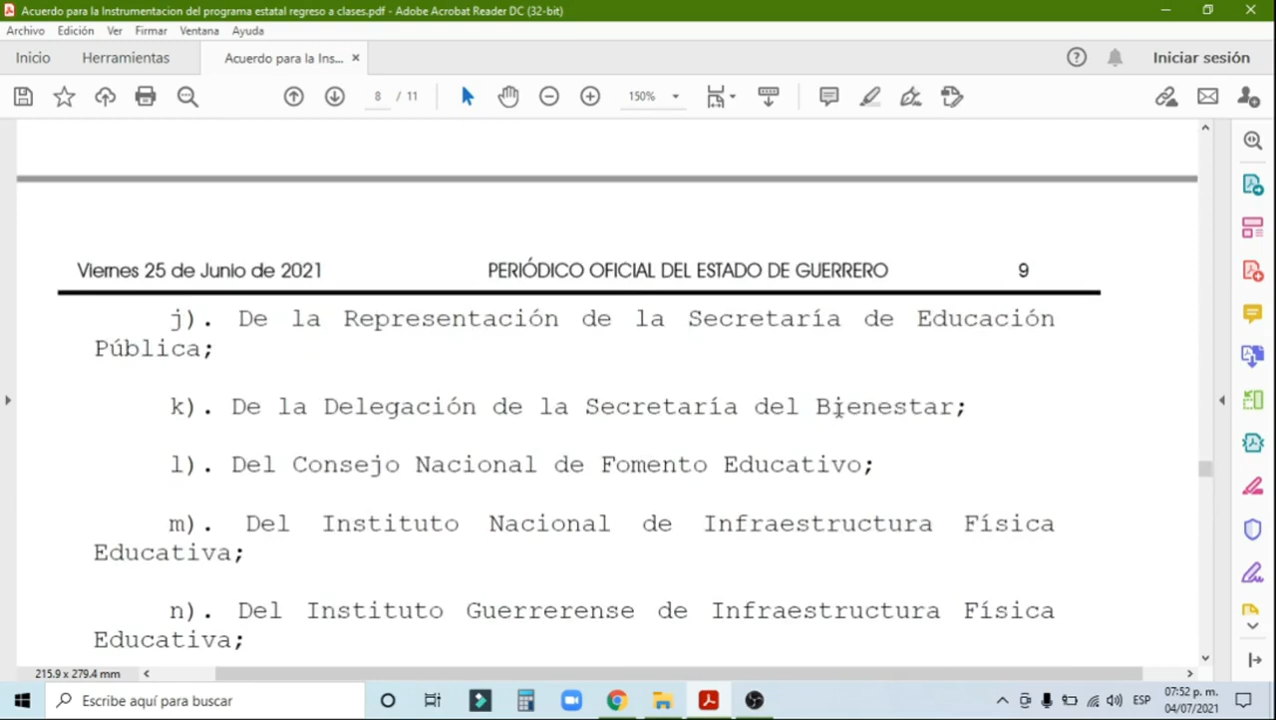 Acuerdo para la Instrumentacion del programa estatal regreso a clases.pdf - Adobe Acrobat Reader DC (32-bit)
Archivo Edición Ver Firmar Ventana Ayuda
Inicio Herramientas Acuerdo para la Ins... × Iniciar sesión
8 / 11 150%
Viernes 25 de Junio de 2021 PERIÓDICO OFICIAL DEL ESTADO DE GUERRERO 9
j). De la Representación de la Secretaría de Educación
Pública;
k). De la Delegación de la Secretaría del Bienestar;
l). Del Consejo Nacional de Fomento Educativo;
m). Del Instituto Nacional de Infraestructura Física
Educativa;
n). Del Instituto Guerrerense de Infraestructura Física
Educativa;
215.9 x 279.4 mm
Escribe aquí para buscar
ESP
07:52 p. m.
04/07/2021